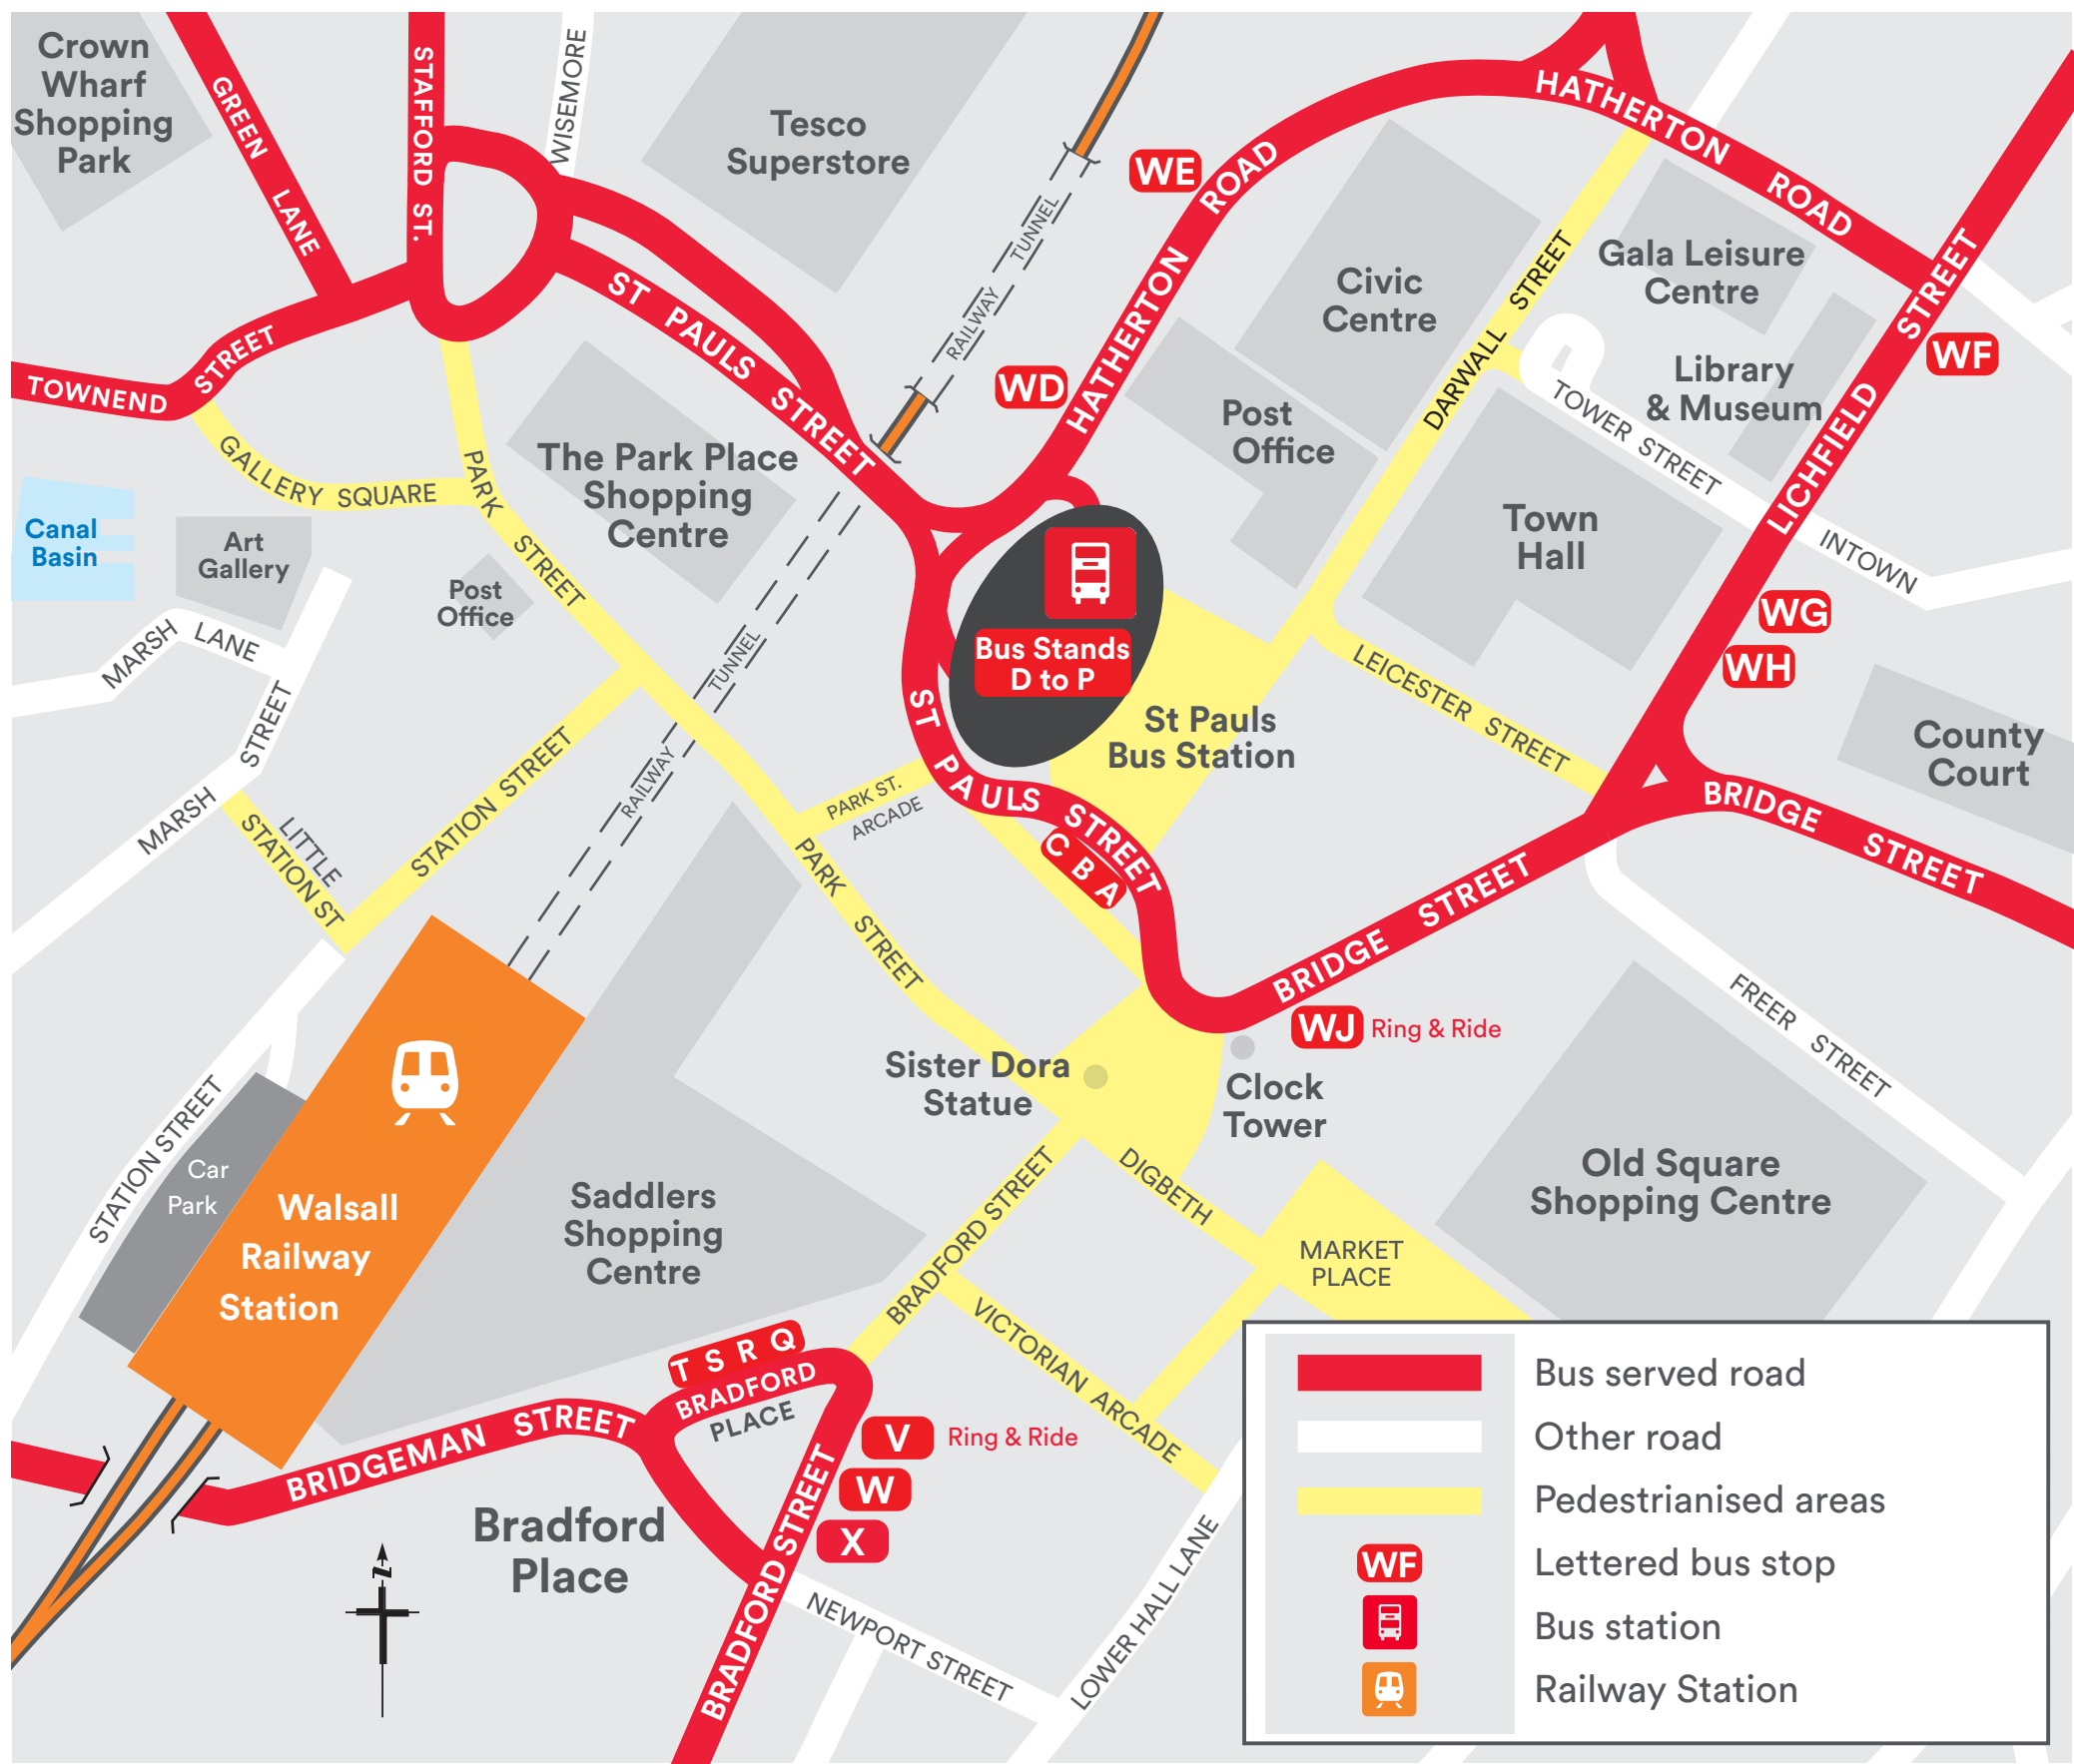 Crown
Wharf
Shopping
Park
GREEN LANE
STAFFORD ST.
WISEMORE
Tesco
Superstore
WE
HATHERTON ROAD
HATHERTON ROAD
RAILWAY TUNNEL
WD
Civic
Centre
DARWALL STREET
Gala Leisure
Centre
LICHFIELD STREET
WF
Library
& Museum
TOWER STREET
INTOWN
TOWNEND STREET
ST PAULS STREET
GALLERY SQUARE
PARK STREET
The Park Place
Shopping
Centre
Post
Office
Town
Hall
Canal
Basin
Art
Gallery
Post
Office
MARSH LANE
MARSH STREET
Bus Stands
D to P
St Pauls
Bus Station
LEICESTER STREET
WG
WH
County
Court
BRIDGE STREET
RAILWAY TUNNEL
LITTLE
STATION ST
STATION STREET
PARK ST.
ARCADE
ST PAULS STREET
C B A
PARK STREET
BRIDGE STREET
WJ Ring & Ride
FREER STREET
Sister Dora
Statue
Clock
Tower
STATION STREET
Car
Park
Walsall
Railway
Station
Saddlers
Shopping
Centre
BRADFORD STREET
DIGBETH
MARKET
PLACE
Old Square
Shopping Centre
VICTORIAN ARCADE
T S R Q
BRADFORD
PLACE
BRIDGEMAN STREET
V Ring & Ride
W
X
Bradford
Place
BRADFORD STREET
BRADFORD STREET
NEWPORT STREET
LOWER HALL LANE
n
Bus served road
Other road
Pedestrianised areas
WF Lettered bus stop
Bus station
Railway Station